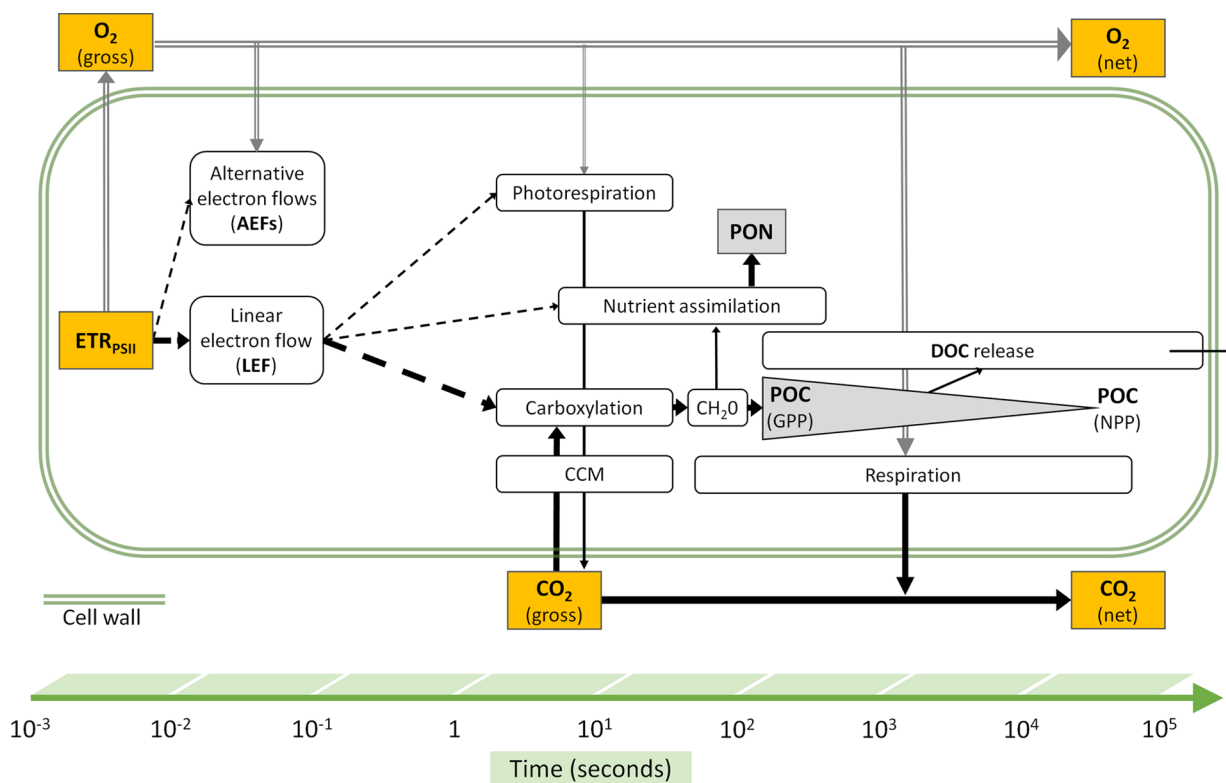 O₂
(gross)
O₂
(net)
Alternative
electron flows
(AEFs)
Photorespiration
PON
ETR_PSII
Linear
electron flow
(LEF)
Nutrient assimilation
DOC release
Carboxylation
CH₂0
POC
(GPP)
POC
(NPP)
CCM
Respiration
CO₂
(gross)
CO₂
(net)
Cell wall
10⁻³ 10⁻² 10⁻¹ 1 10¹ 10² 10³ 10⁴ 10⁵
Time (seconds)